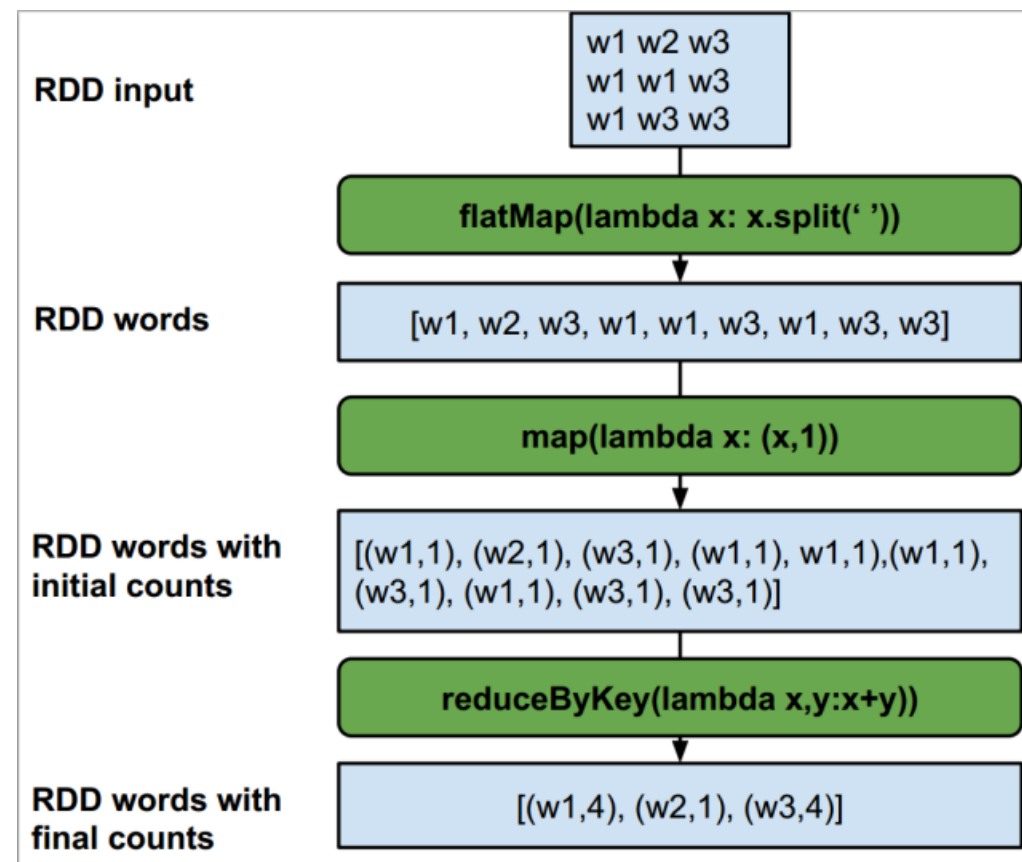 RDD input
w1 w2 w3
w1 w1 w3
w1 w3 w3
flatMap(lambda x: x.split(‘ ’))
RDD words
[w1, w2, w3, w1, w1, w3, w1, w3, w3]
map(lambda x: (x,1))
RDD words with
initial counts
[(w1,1), (w2,1), (w3,1), (w1,1), w1,1),(w1,1),
(w3,1), (w1,1), (w3,1), (w3,1)]
reduceByKey(lambda x,y:x+y))
RDD words with
final counts
[(w1,4), (w2,1), (w3,4)]